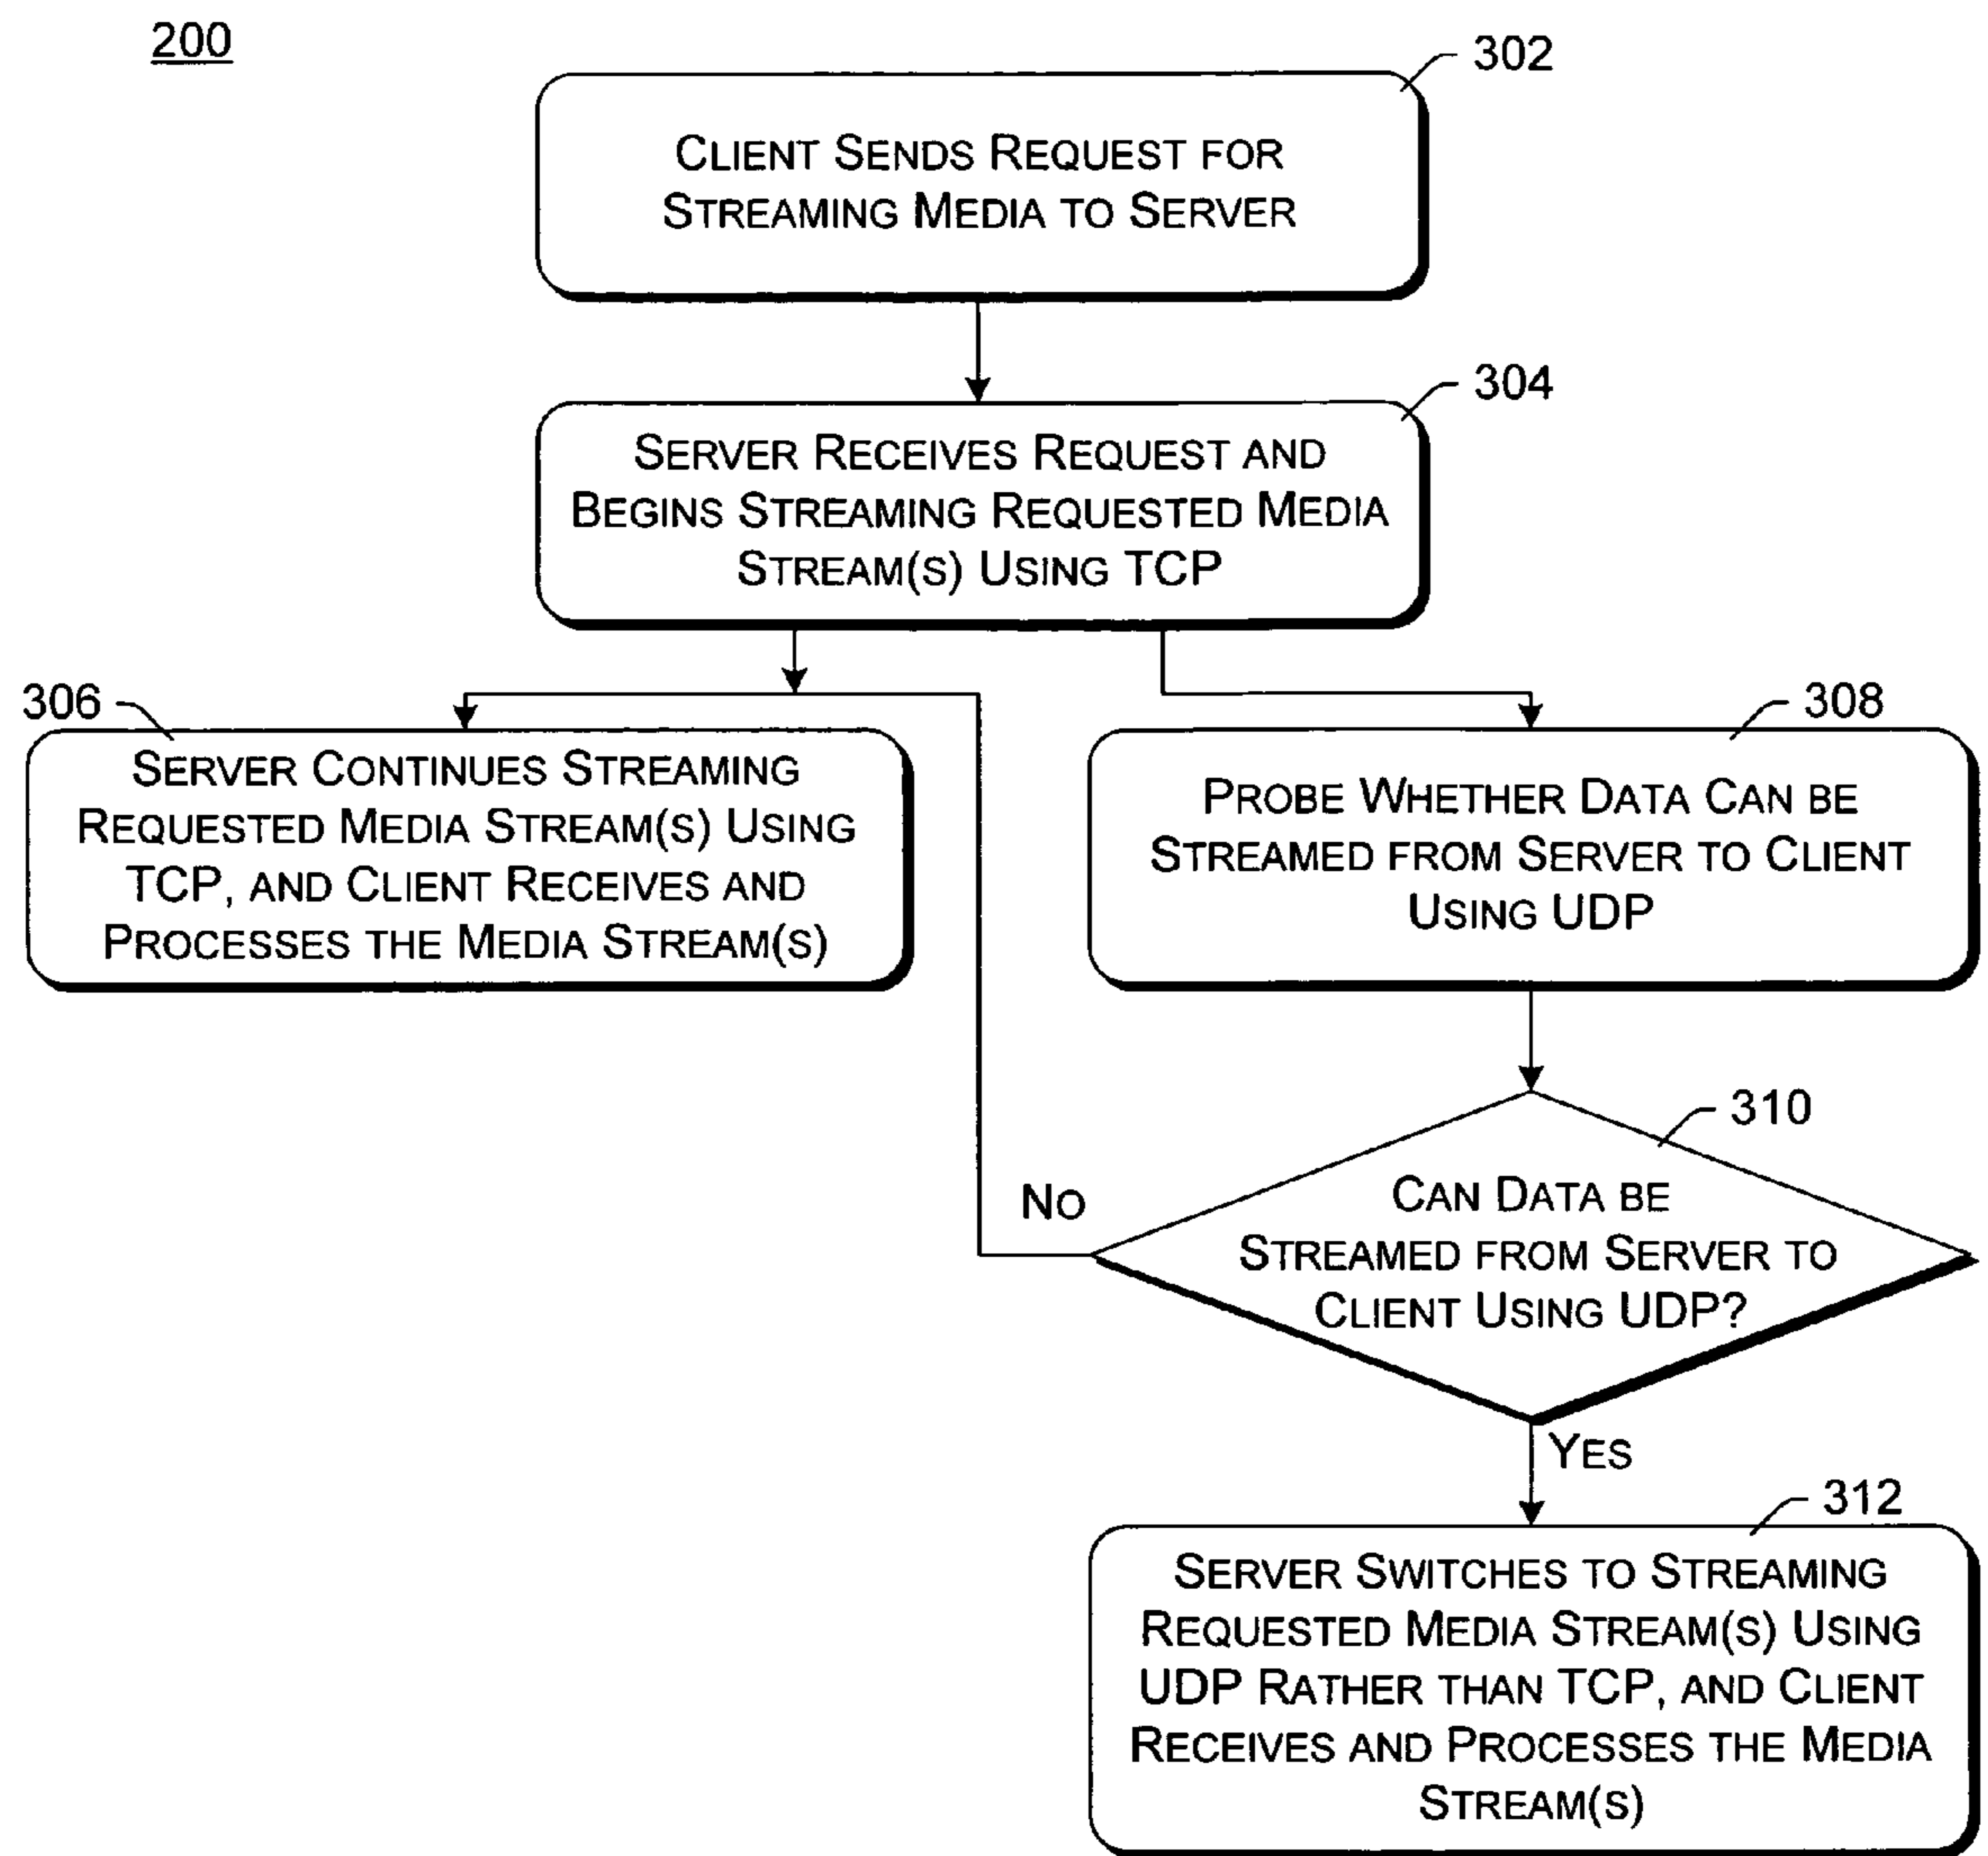 200
302
CLIENT SENDS REQUEST FOR
STREAMING MEDIA TO SERVER
304
SERVER RECEIVES REQUEST AND
BEGINS STREAMING REQUESTED MEDIA
STREAM(S) USING TCP
306
SERVER CONTINUES STREAMING
REQUESTED MEDIA STREAM(S) USING
TCP, AND CLIENT RECEIVES AND
PROCESSES THE MEDIA STREAM(S)
308
PROBE WHETHER DATA CAN BE
STREAMED FROM SERVER TO CLIENT
USING UDP
310
CAN DATA BE
STREAMED FROM SERVER TO
CLIENT USING UDP?
NO
YES
312
SERVER SWITCHES TO STREAMING
REQUESTED MEDIA STREAM(S) USING
UDP RATHER THAN TCP, AND CLIENT
RECEIVES AND PROCESSES THE MEDIA
STREAM(S)